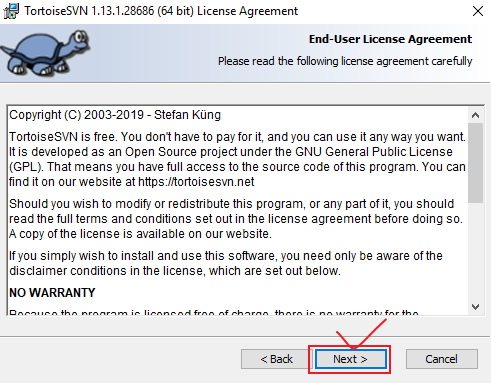 TortoiseSVN 1.13.1.28686 (64 bit) License Agreement
End-User License Agreement
Please read the following license agreement carefully
Copyright (C) 2003-2019 - Stefan Küng
TortoiseSVN is free. You don't have to pay for it, and you can use it any way you want.
It is developed as an Open Source project under the GNU General Public License
(GPL). That means you have full access to the source code of this program. You can
find it on our website at https://tortoisesvn.net
Should you wish to modify or redistribute this program, or any part of it, you should
read the full terms and conditions set out in the license agreement before doing so.
A copy of the license is available on our website.
If you simply wish to install and use this software, you need only be aware of the
disclaimer conditions in the license, which are set out below.
NO WARRANTY
Because the program is licensed free of charge, there is no warranty for the
< Back
Next >
Cancel